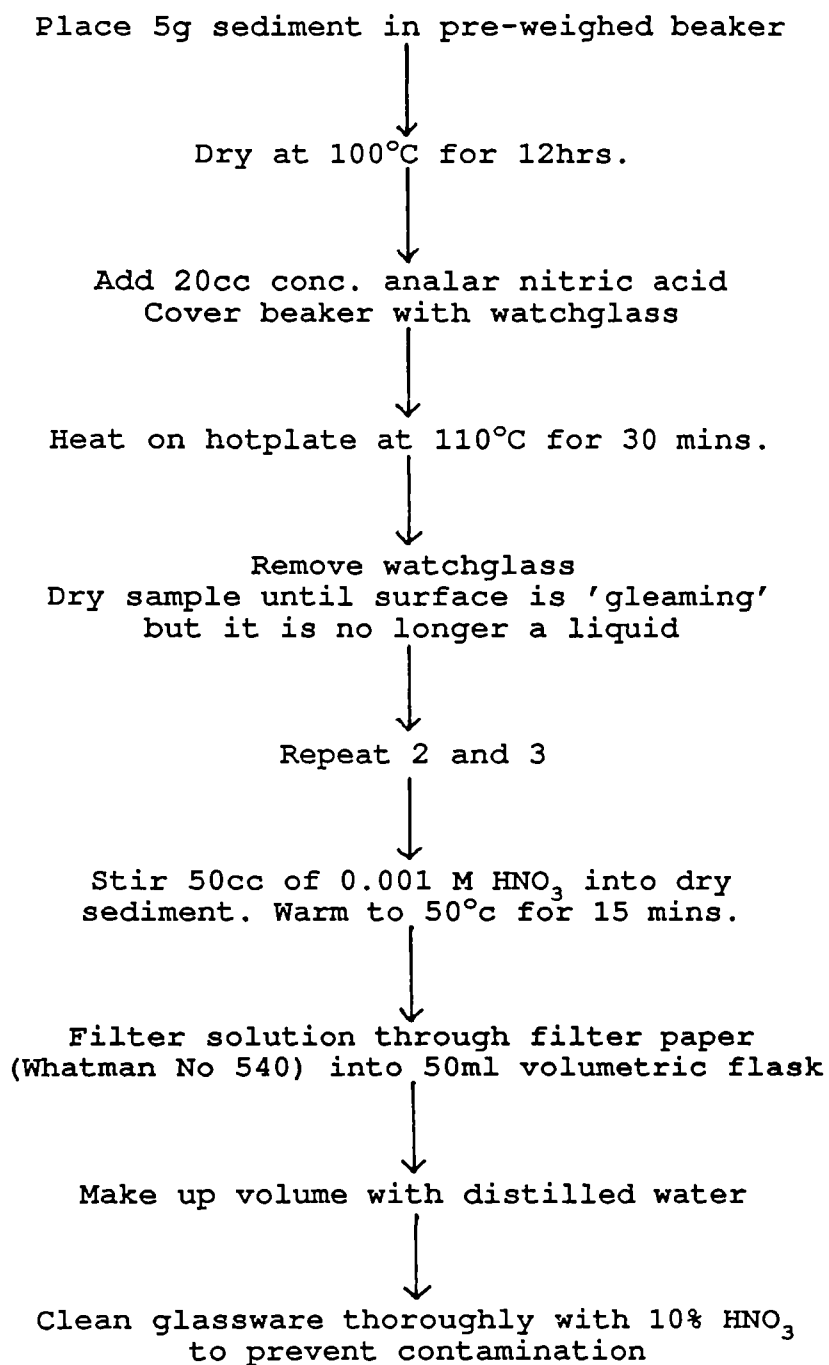 Place 5g sediment in pre-weighed beaker
Dry at 100°C for 12hrs.
Add 20cc conc. analar nitric acid
Cover beaker with watchglass
Heat on hotplate at 110°C for 30 mins.
Remove watchglass
Dry sample until surface is 'gleaming'
but it is no longer a liquid
Repeat 2 and 3
Stir 50cc of 0.001 M HNO₃ into dry
sediment. Warm to 50°c for 15 mins.
Filter solution through filter paper
(Whatman No 540) into 50ml volumetric flask
Make up volume with distilled water
Clean glassware thoroughly with 10% HNO₃
to prevent contamination